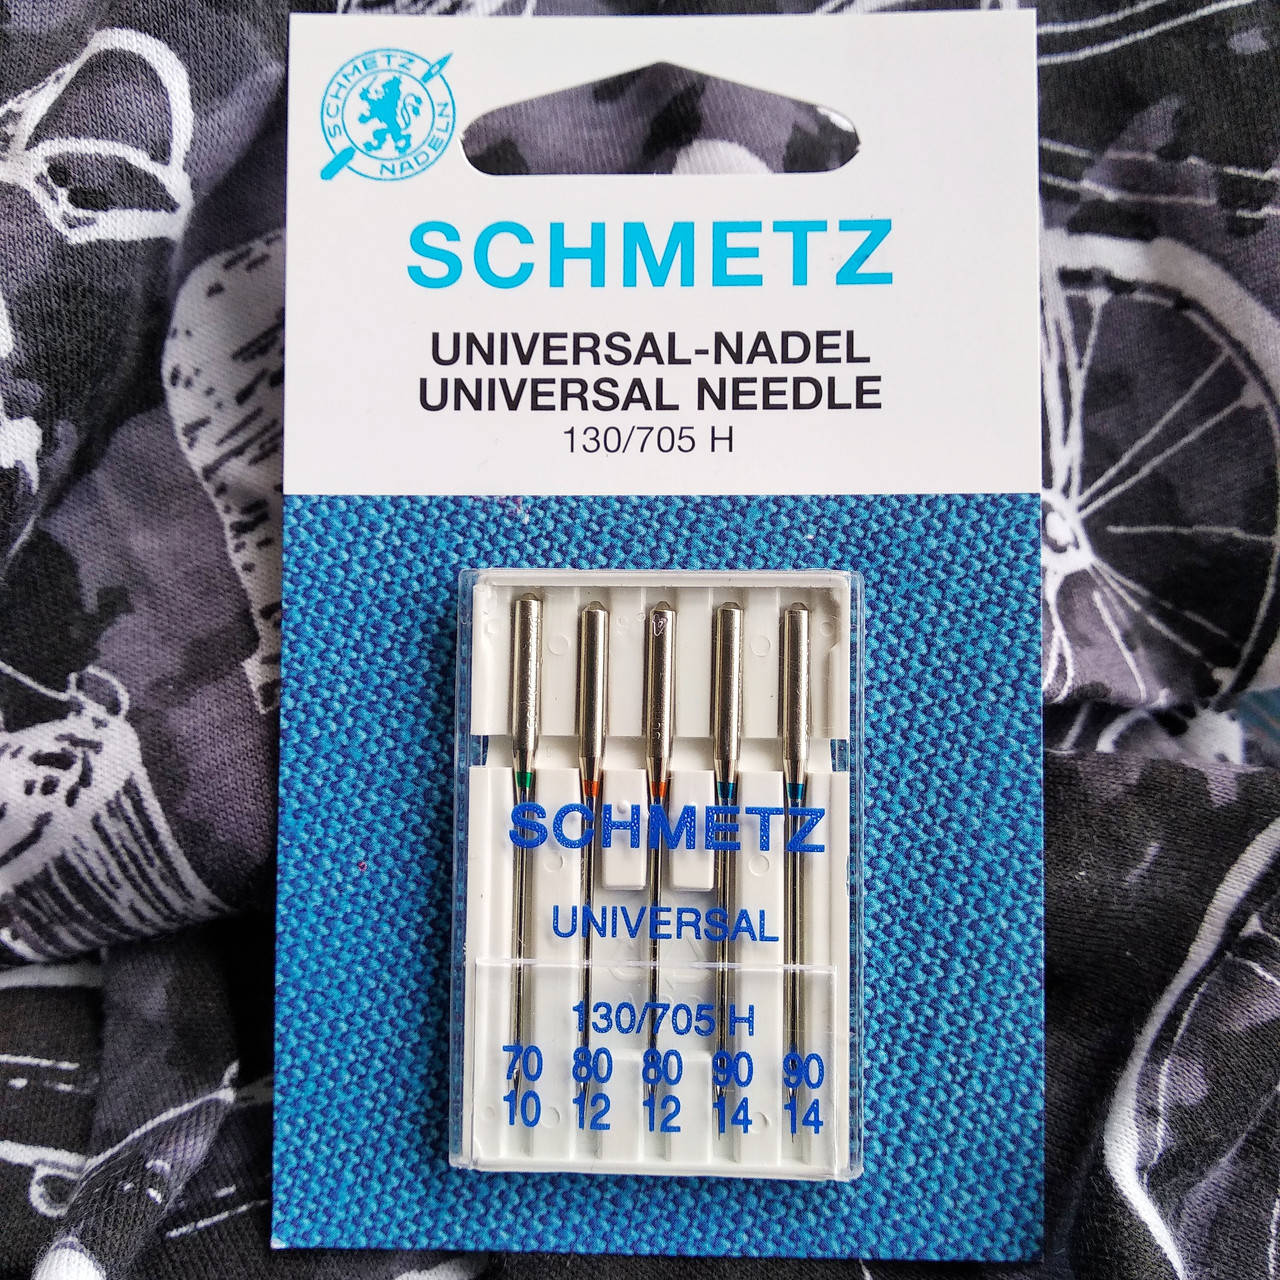 SCHMETZ
NADELN
SCHMETZ
UNIVERSAL-NADEL
UNIVERSAL NEEDLE
130/705 H
SCHMETZ
UNIVERSAL
130/705 H
70 80 80 90 90
10 12 12 14 14